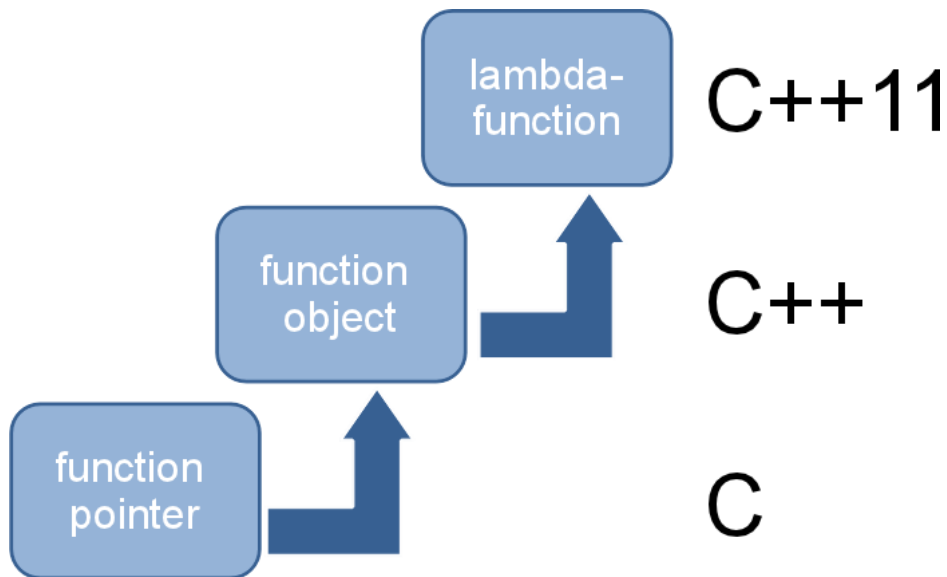 lambda-
function
C++11
function
object
C++
function
pointer
C